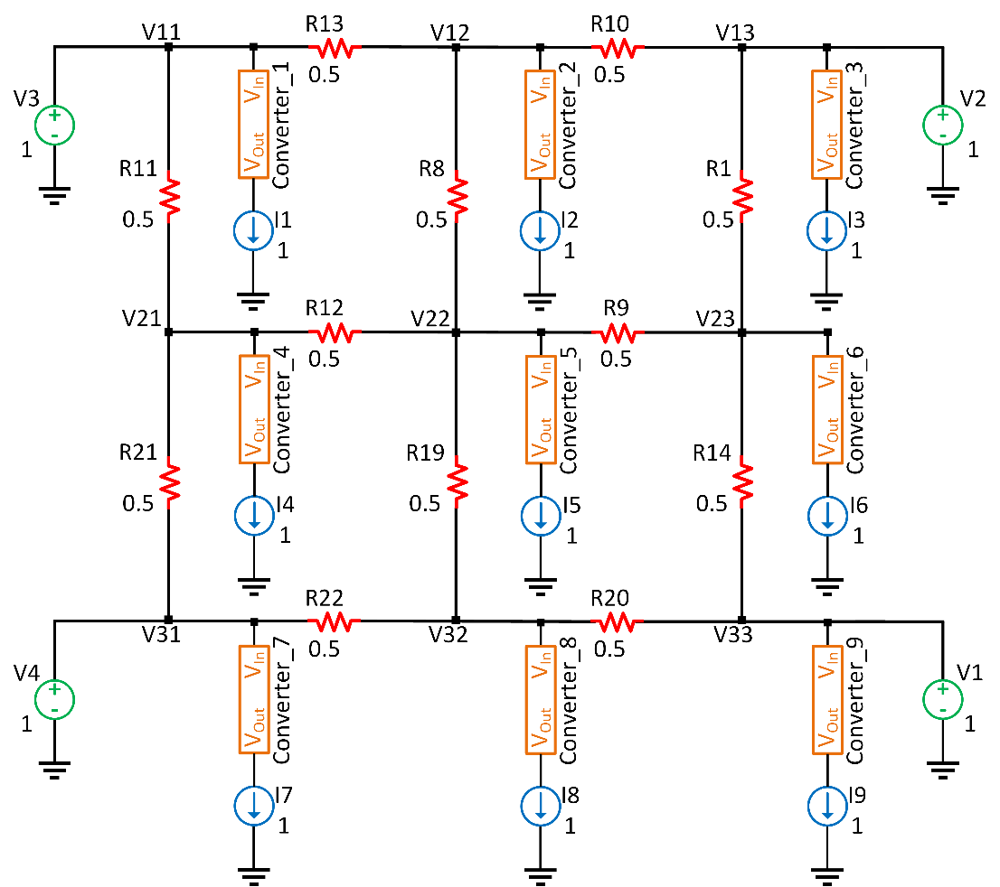 V11
R13
0.5
V12
R10
0.5
V13
V3
+
-
1
VIn
VOut
Converter_1
VIn
VOut
Converter_2
VIn
VOut
Converter_3
V2
+
-
1
R11
0.5
R8
0.5
R1
0.5
I1
1
I2
1
I3
1
V21
R12
0.5
V22
R9
0.5
V23
VIn
VOut
Converter_4
VIn
VOut
Converter_5
VIn
VOut
Converter_6
R21
0.5
R19
0.5
R14
0.5
I4
1
I5
1
I6
1
V31
R22
0.5
V32
R20
0.5
V33
V4
+
-
1
VIn
VOut
Converter_7
VIn
VOut
Converter_8
VIn
VOut
Converter_9
V1
+
-
1
I7
1
I8
1
I9
1